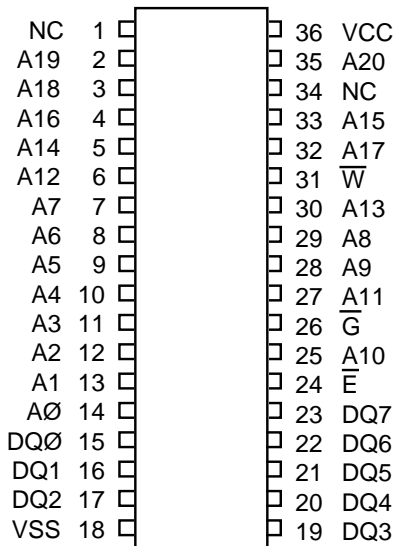 NC 1 36 VCC
A19 2 35 A20
A18 3 34 NC
A16 4 33 A15
A14 5 32 A17
A12 6 31 W̅
A7 7 30 A13
A6 8 29 A8
A5 9 28 A9
A4 10 27 A11
A3 11 26 G̅
A2 12 25 A10
A1 13 24 E̅
AØ 14 23 DQ7
DQØ 15 22 DQ6
DQ1 16 21 DQ5
DQ2 17 20 DQ4
VSS 18 19 DQ3